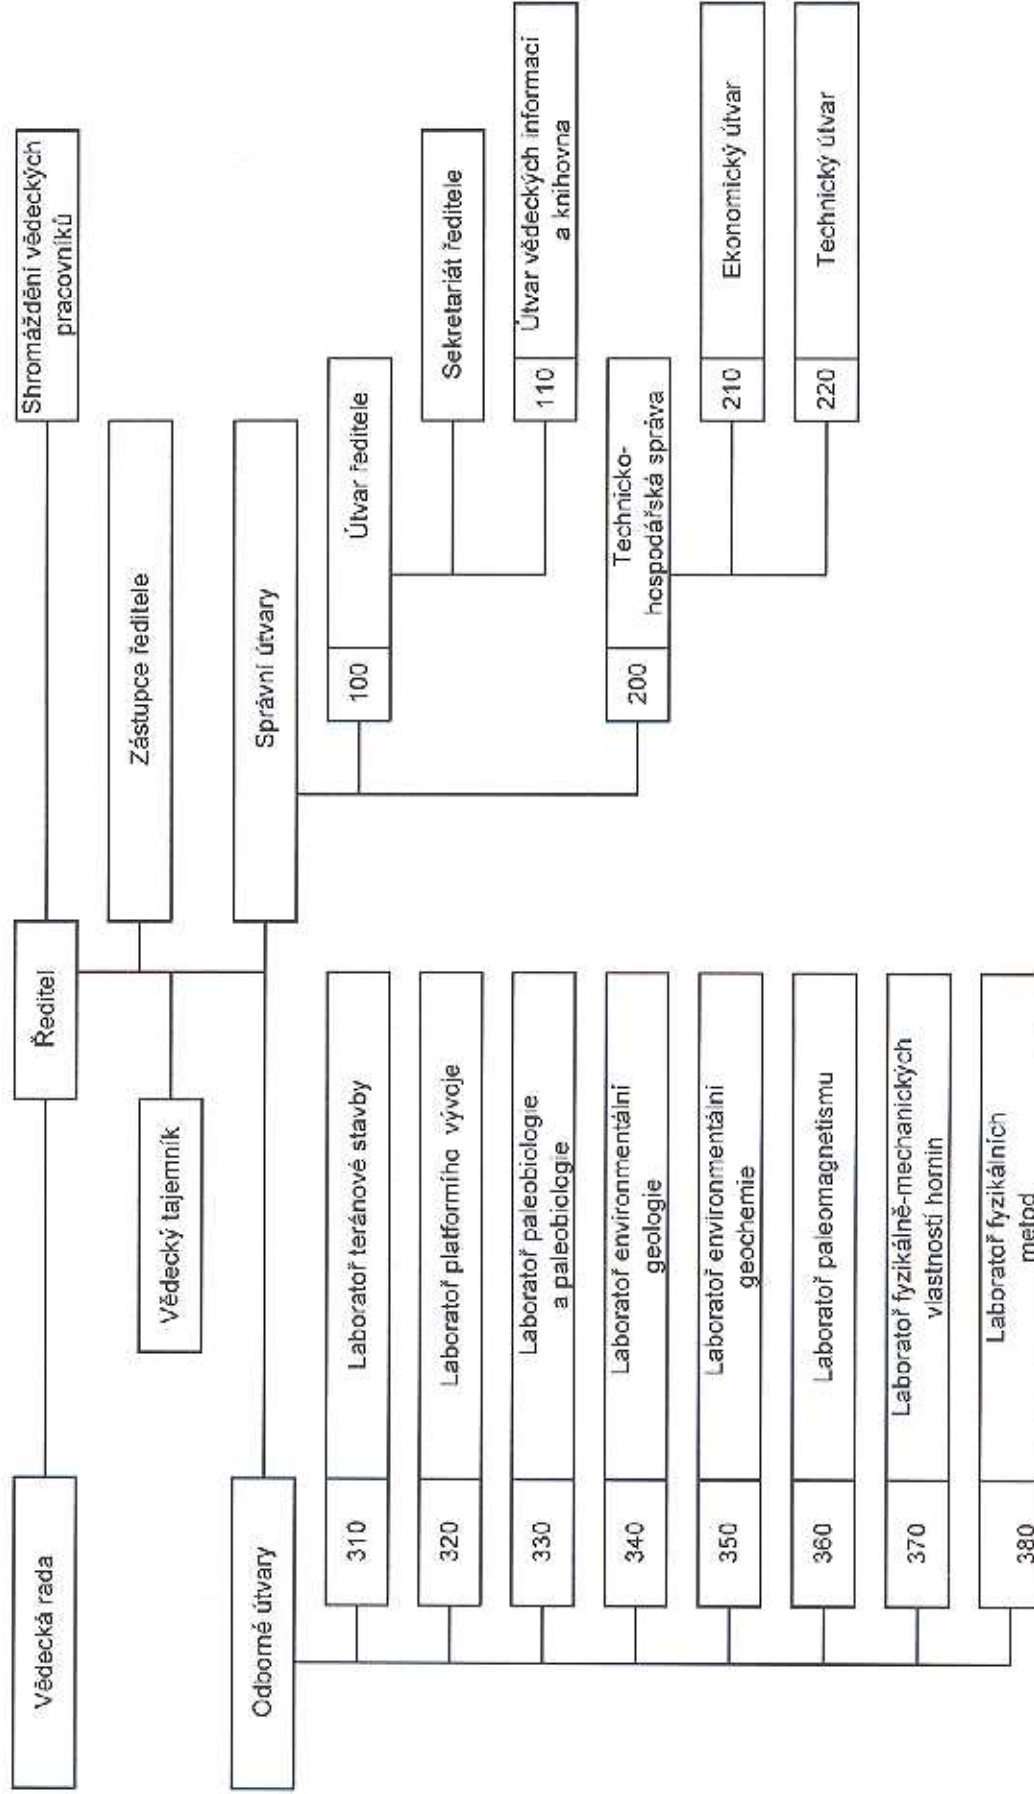 Vědecká rada
Ředitel
Shromáždění vědeckých
pracovníků
Zástupce ředitele
Vědecký tajemník
Odborné útvary
Správní útvary
310
Laboratoř teránové stavby
320
Laboratoř platformního vývoje
330
Laboratoř paleobiologie
a paleobiologie
340
Laboratoř environmentální
geologie
350
Laboratoř environmentální
geochemie
360
Laboratoř paleomagnetismu
370
Laboratoř fyzikálně-mechanických
vlastností hornin
380
Laboratoř fyzikálních
metod
100
Útvar ředitele
Sekretariát ředitele
110
Útvar vědeckých informací
a knihovna
200
Technicko-
hospodářská správa
210
Ekonomický útvar
220
Technický útvar